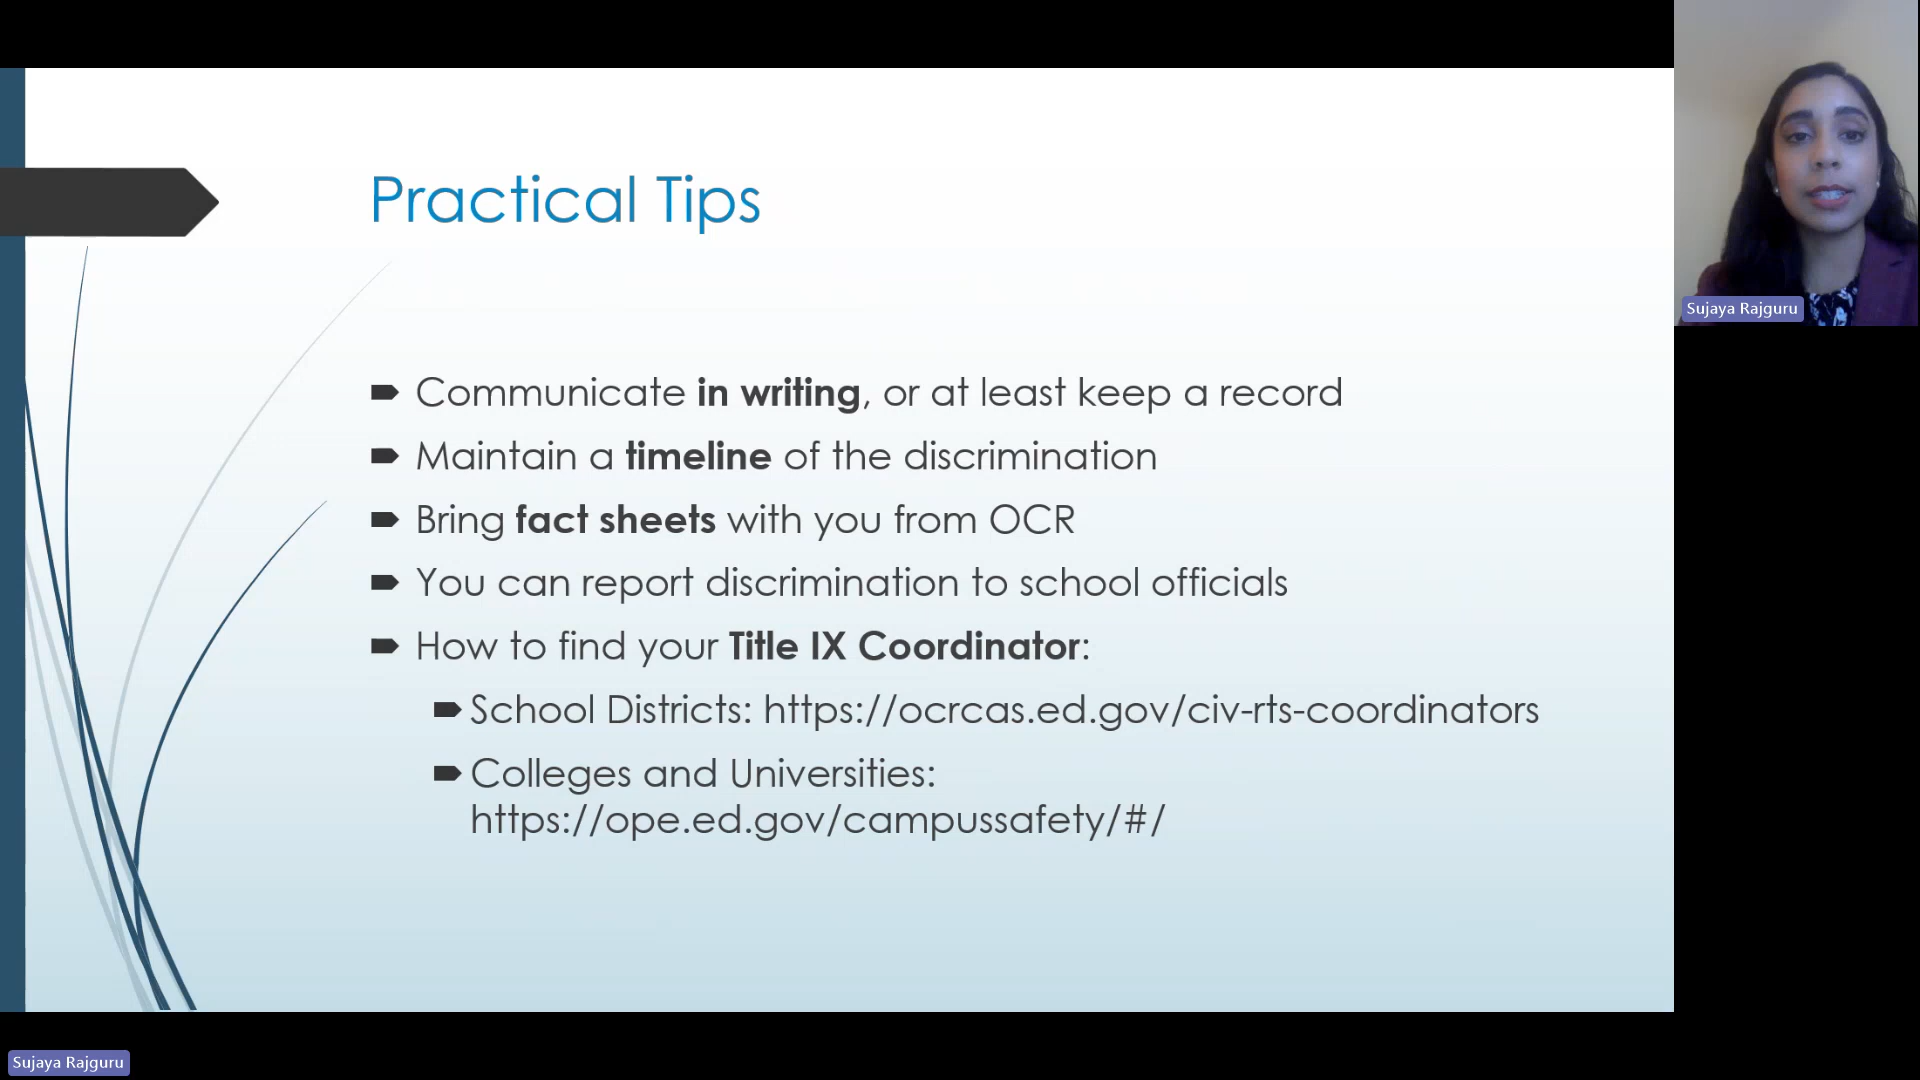 Practical Tips
Communicate in writing, or at least keep a record
Maintain a timeline of the discrimination
Bring fact sheets with you from OCR
You can report discrimination to school officials
How to find your Title IX Coordinator:
School Districts: https://ocrcas.ed.gov/civ-rts-coordinators
Colleges and Universities:
https://ope.ed.gov/campussafety/#/
Sujaya Rajguru
Sujaya Rajguru